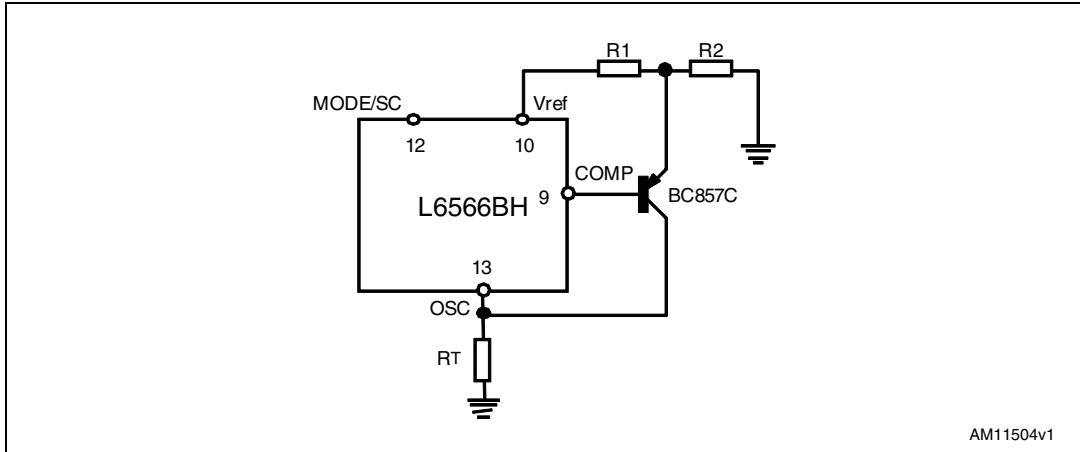 R1 R2
MODE/SC Vref
12 10
COMP
9
BC857C
L6566BH
13
OSC
RT
AM11504v1